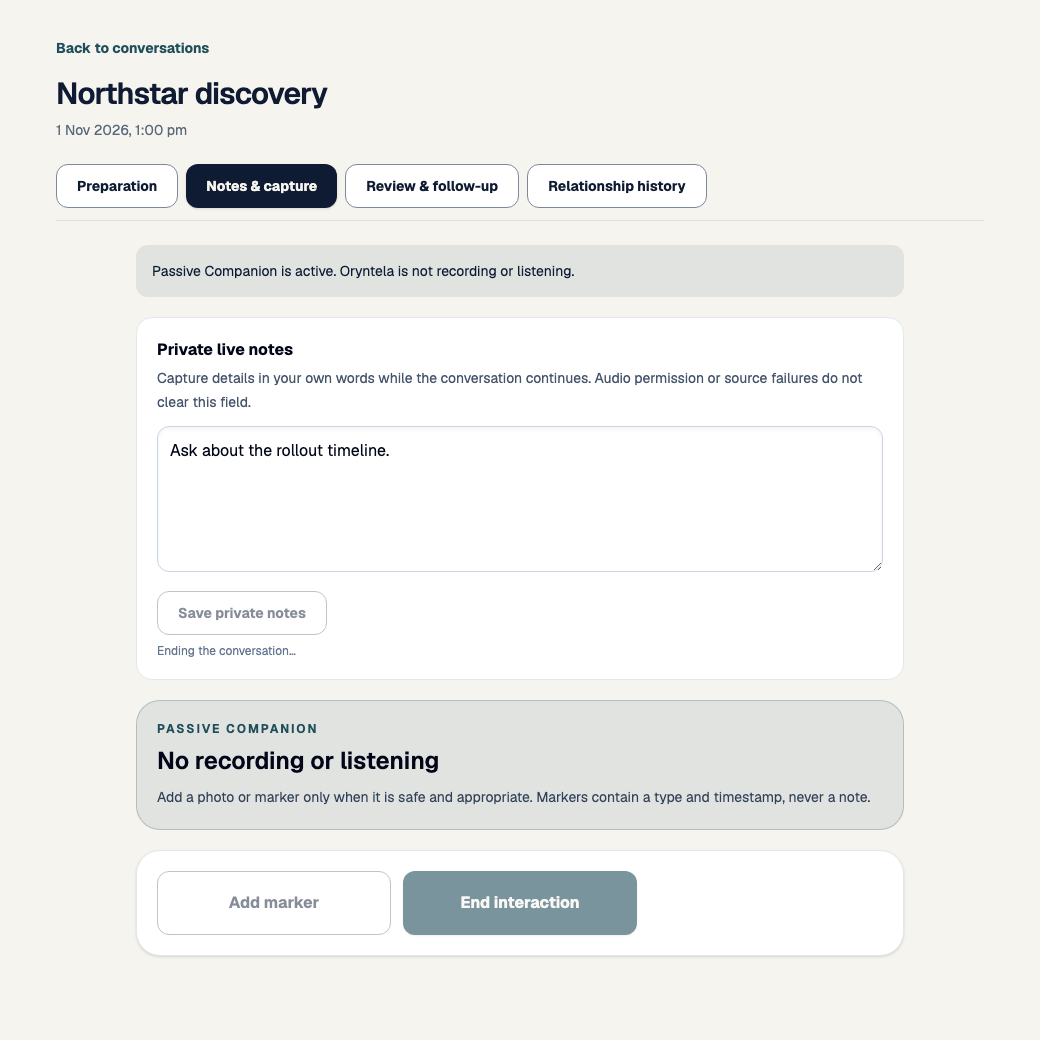 Back to conversations
Northstar discovery
1 Nov 2026, 1:00 pm
Preparation
Notes & capture
Review & follow-up
Relationship history
Passive Companion is active. Oryntela is not recording or listening.
Private live notes
Capture details in your own words while the conversation continues. Audio permission or source failures do not
clear this field.
Ask about the rollout timeline.
Save private notes
Ending the conversation…
PASSIVE COMPANION
No recording or listening
Add a photo or marker only when it is safe and appropriate. Markers contain a type and timestamp, never a note.
Add marker
End interaction